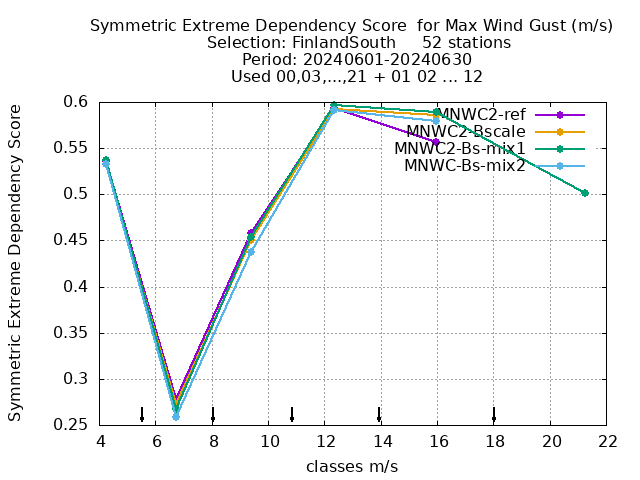 Symmetric Extreme Dependency Score  for Max Wind Gust (m/s)
Selection: FinlandSouth     52 stations
Period: 20240601-20240630
Used 00,03,...,21 + 01 02 ... 12
Symmetric Extreme Dependency Score
0.6
0.55
0.5
0.45
0.4
0.35
0.3
0.25
MNWC2-ref
MNWC2-Bscale
MNWC2-Bs-mix1
MNWC-Bs-mix2
4 6 8 10 12 14 16 18 20 22
classes m/s